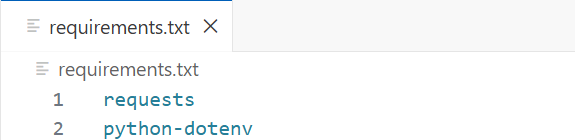 requirements.txt
requirements.txt
1 requests
2 python-dotenv